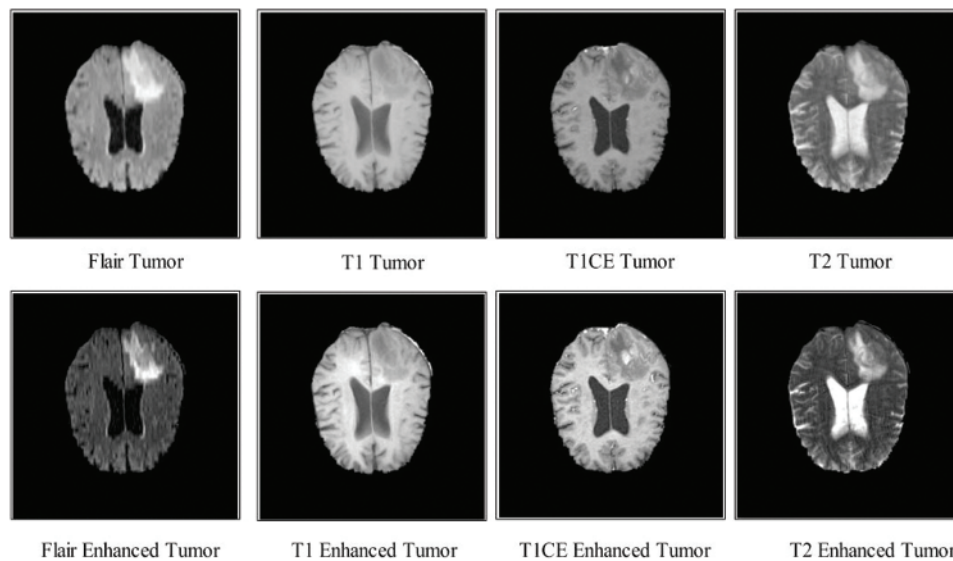 Flair Tumor
T1 Tumor
T1CE Tumor
T2 Tumor
Flair Enhanced Tumor
T1 Enhanced Tumor
T1CE Enhanced Tumor
T2 Enhanced Tumor